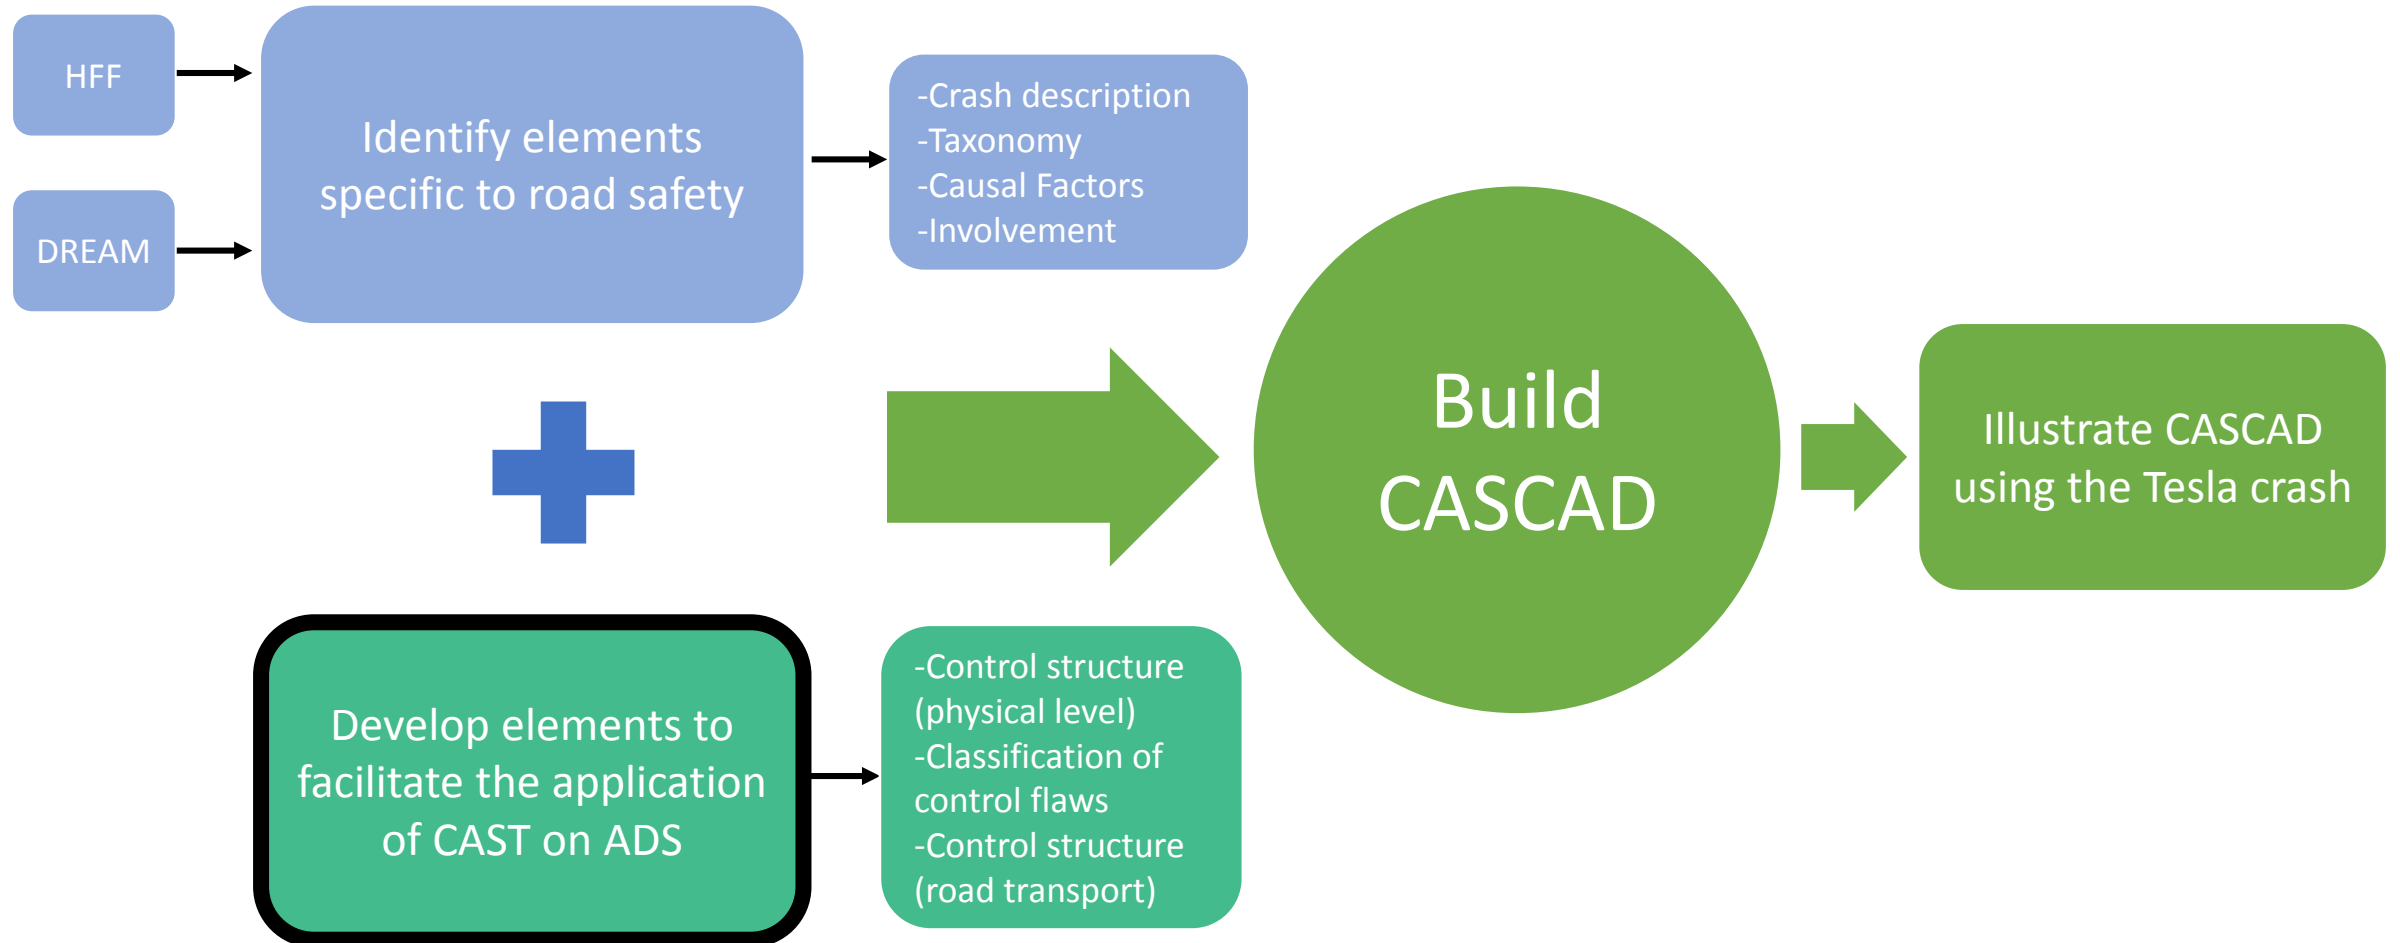 HFF
DREAM
Identify elements
specific to road safety
-Crash description
-Taxonomy
-Causal Factors
-Involvement
Develop elements to
facilitate the application
of CAST on ADS
-Control structure
(physical level)
-Classification of
control flaws
-Control structure
(road transport)
Build
CASCAD
Illustrate CASCAD
using the Tesla crash